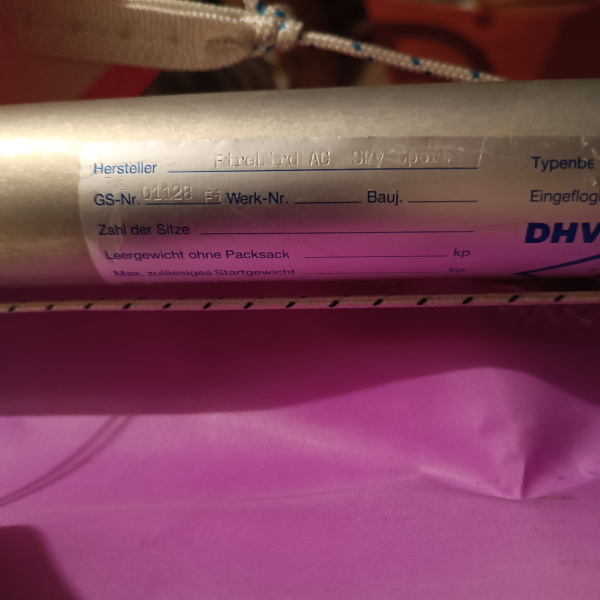 Hersteller Firebird AG Sky sport Typenbe
GS-Nr. 01128 Fi Werk-Nr. Bauj. Eingeflog
Zahl der Sitze DHV
Leergewicht ohne Packsack kp
Max. zulässiges Startgewicht kp